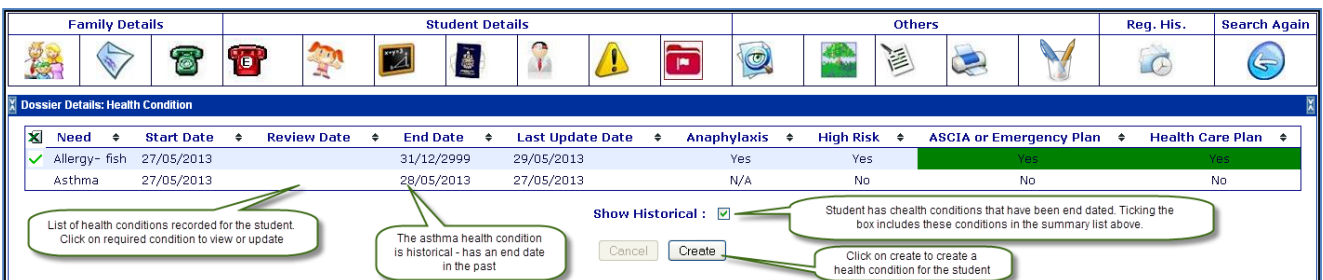 Family Details Student Details Others Reg. His. Search Again
Dossier Details: Health Condition
Need Start Date Review Date End Date Last Update Date Anaphylaxis High Risk ASCIA or Emergency Plan Health Care Plan
Allergy- fish 27/05/2013 31/12/2999 29/05/2013 Yes Yes Yes Yes
Asthma 27/05/2013 28/05/2013 27/05/2013 N/A No No No
List of health conditions recorded for the student.
Click on required condition to view or update
The asthma health condition
is historical - has an end date
in the past
Show Historical :
Student has chealth conditions that have been end dated. Ticking the
box includes these conditions in the summary list above.
Cancel Create
Click on create to create a
health condition for the student